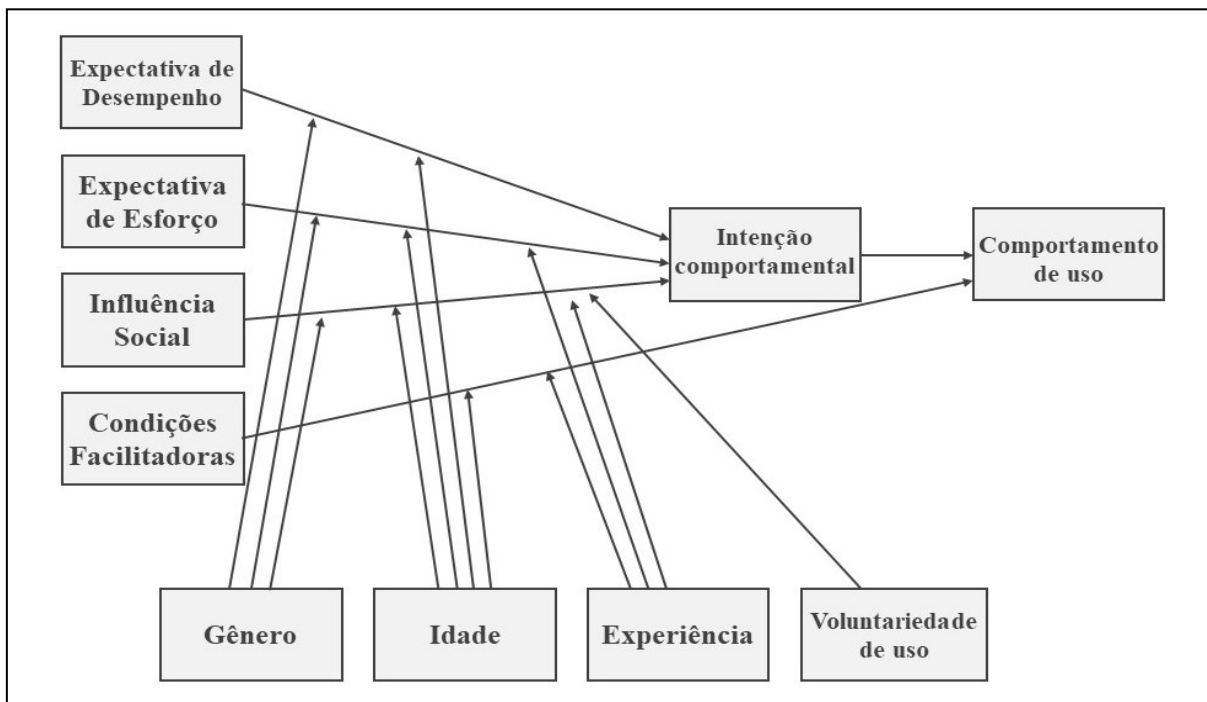 Expectativa de
Desempenho
Expectativa
de Esforço
Influência
Social
Condições
Facilitadoras
Intenção
comportamental
Comportamento
de uso
Gênero
Idade
Experiência
Voluntariedade
de uso